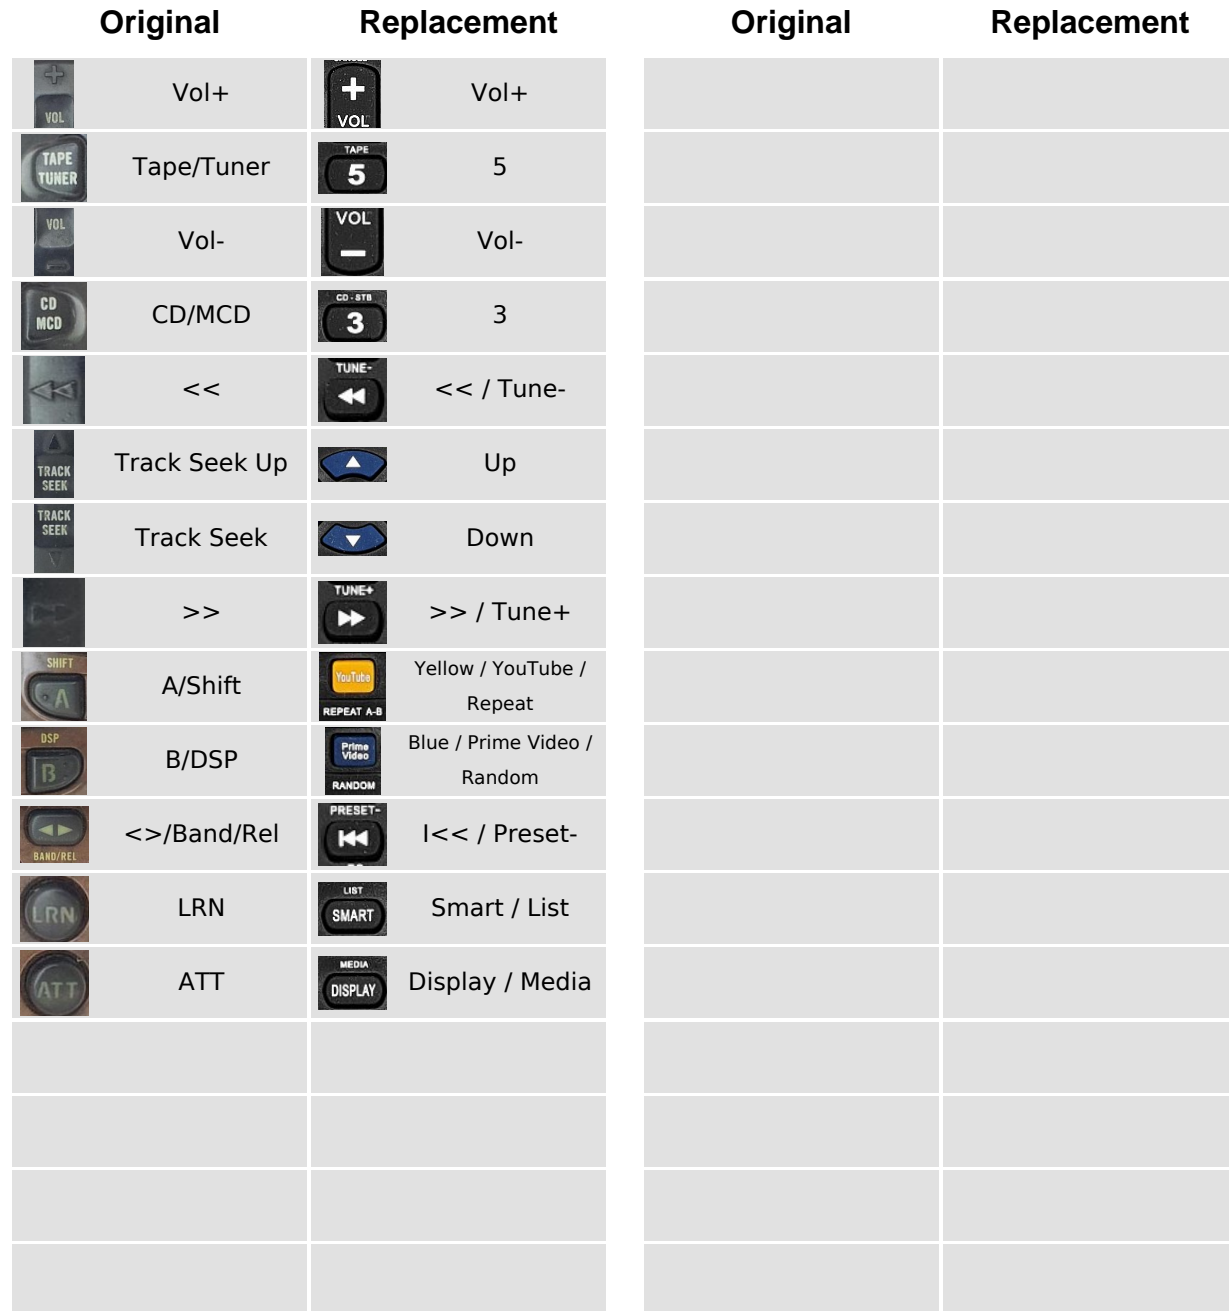 Original Replacement Original Replacement
+ VOL Vol+ + VOL Vol+
TAPE TUNER Tape/Tuner TAPE 5 5
VOL - Vol- VOL - Vol-
CD MCD CD/MCD CD - STB 3 3
<< TUNE- << / Tune-
TRACK SEEK Track Seek Up Up
TRACK SEEK Track Seek Down
>> TUNE+ >> / Tune+
SHIFT A A/Shift YouTube REPEAT A-B Yellow / YouTube /
Repeat
DSP B B/DSP Prime Video RANDOM Blue / Prime Video /
Random
BAND/REL <>/Band/Rel PRESET- I<< / Preset-
LRN LRN LIST SMART Smart / List
ATT ATT MEDIA DISPLAY Display / Media